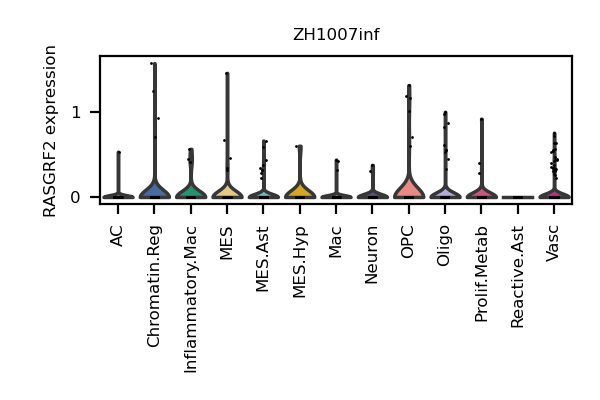 ZH1007inf
RASGRF2 expression
1
0
AC
Chromatin.Reg
Inflammatory.Mac
MES
MES.Ast
MES.Hyp
Mac
Neuron
OPC
Oligo
Prolif.Metab
Reactive.Ast
Vasc